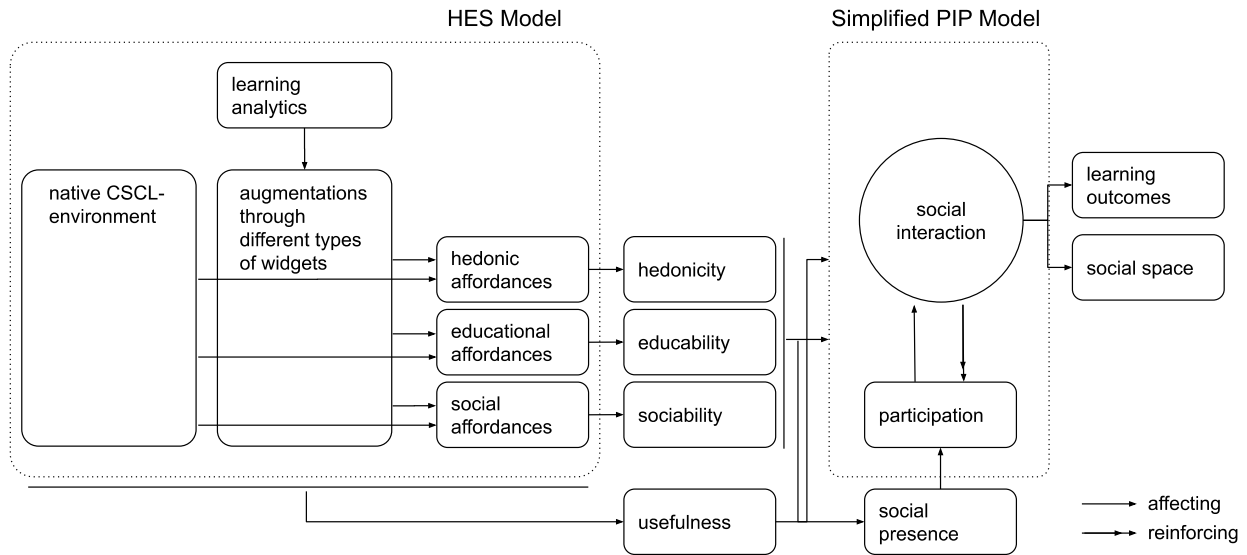 HES Model
Simplified PIP Model
learning
analytics
native CSCL-
environment
augmentations
through
different types
of widgets
hedonic
affordances
educational
affordances
social
affordances
hedonicity
educability
sociability
usefulness
social
interaction
participation
social
presence
learning
outcomes
social space
affecting
reinforcing